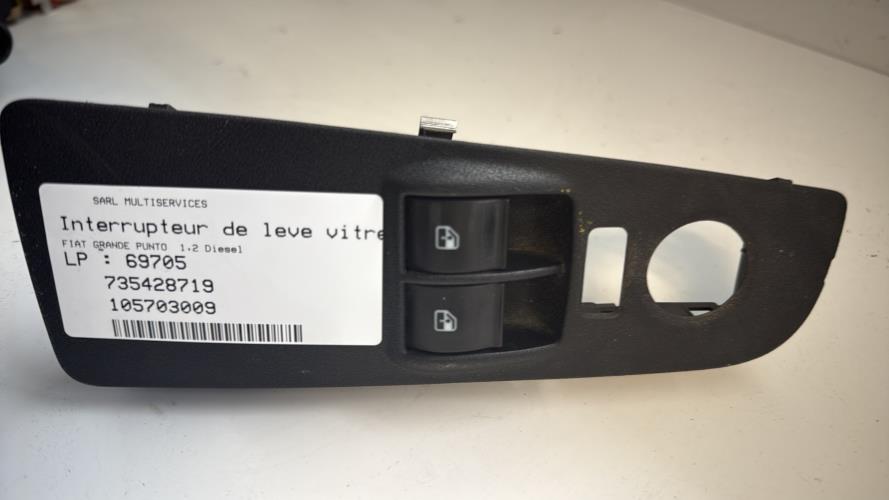 SARL MULTISERVICES
Interrupteur de leve vitre
FIAT GRANDE PUNTO 1.2 Diesel
LP : 69705
735428719
105703009